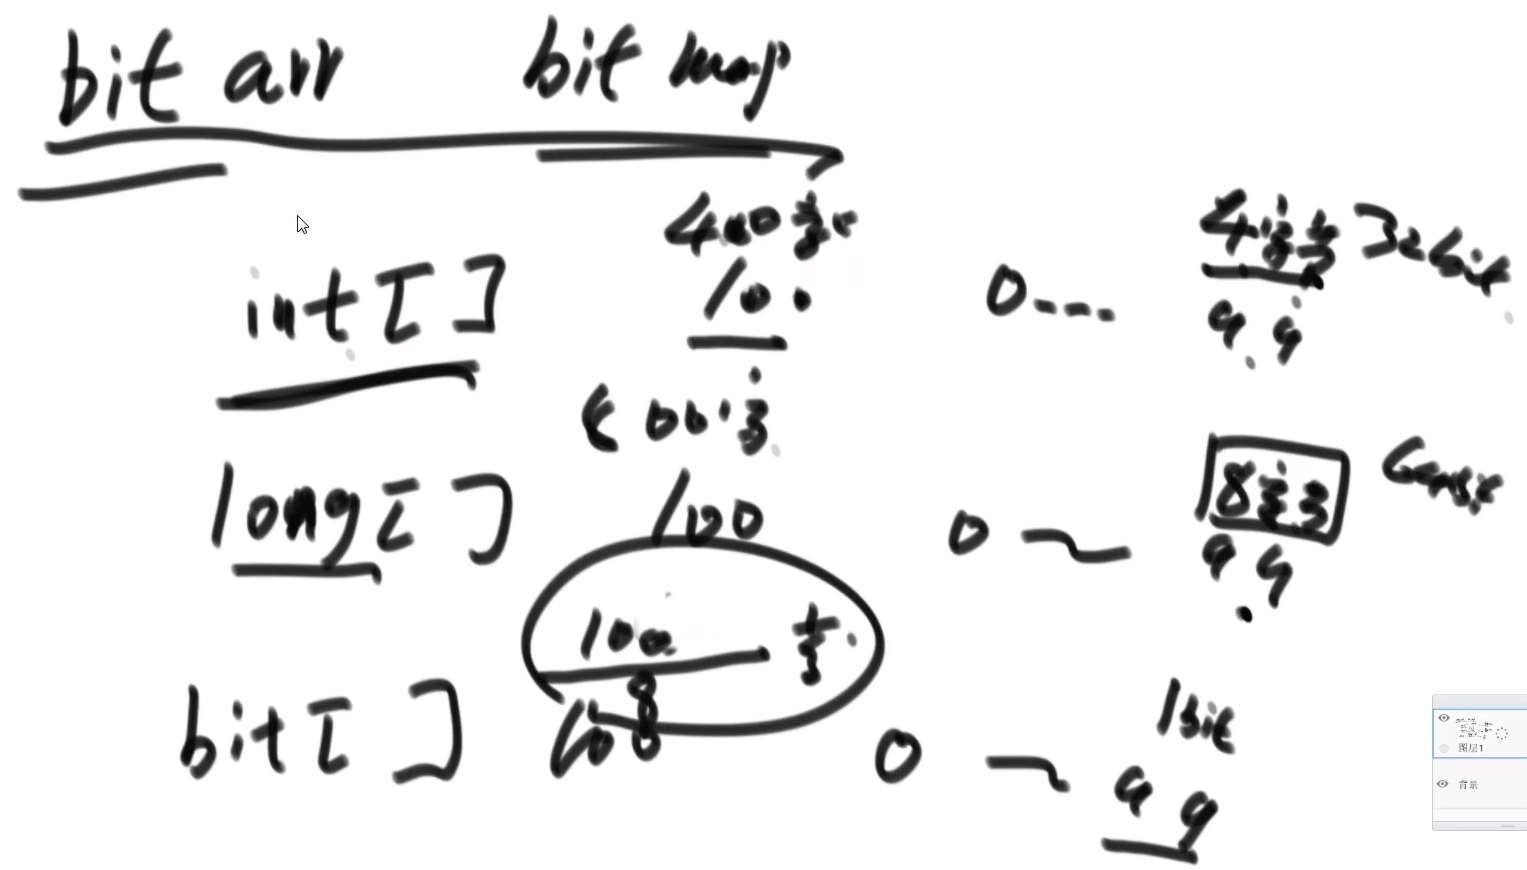 bit arr bit map
400字节
int [ ] 100 0 --- 4字节 32bit
99
800字节
long [ ] 100 0 ~ 8字节 64bit
99
100 字节
8
bit [ ] 100 0 ~ 1bit
99
图层1
背景